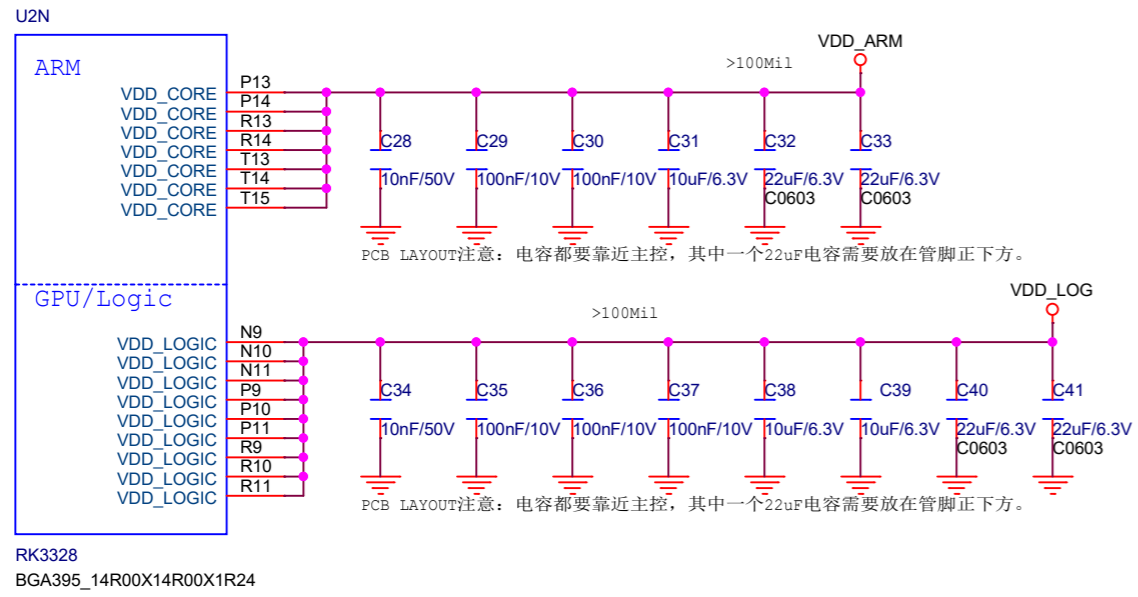 U2N
ARM
VDD_ARM
>100Mil
VDD_CORE P13
VDD_CORE P14
VDD_CORE R13
VDD_CORE R14
VDD_CORE T13
VDD_CORE T14
VDD_CORE T15
C28 C29 C30 C31 C32 C33
10nF/50V 100nF/10V 100nF/10V 10uF/6.3V 22uF/6.3V 22uF/6.3V
C0603 C0603
PCB LAYOUT注意：电容都要靠近主控，其中一个22uF电容需要放在管脚正下方。
GPU/Logic
VDD_LOG
>100Mil
VDD_LOGIC N9
VDD_LOGIC N10
VDD_LOGIC N11
VDD_LOGIC P9
VDD_LOGIC P10
VDD_LOGIC P11
VDD_LOGIC R9
VDD_LOGIC R10
VDD_LOGIC R11
C34 C35 C36 C37 C38 C39 C40 C41
10nF/50V 100nF/10V 100nF/10V 100nF/10V 10uF/6.3V 10uF/6.3V 22uF/6.3V 22uF/6.3V
C0603 C0603
PCB LAYOUT注意：电容都要靠近主控，其中一个22uF电容需要放在管脚正下方。
RK3328
BGA395_14R00X14R00X1R24